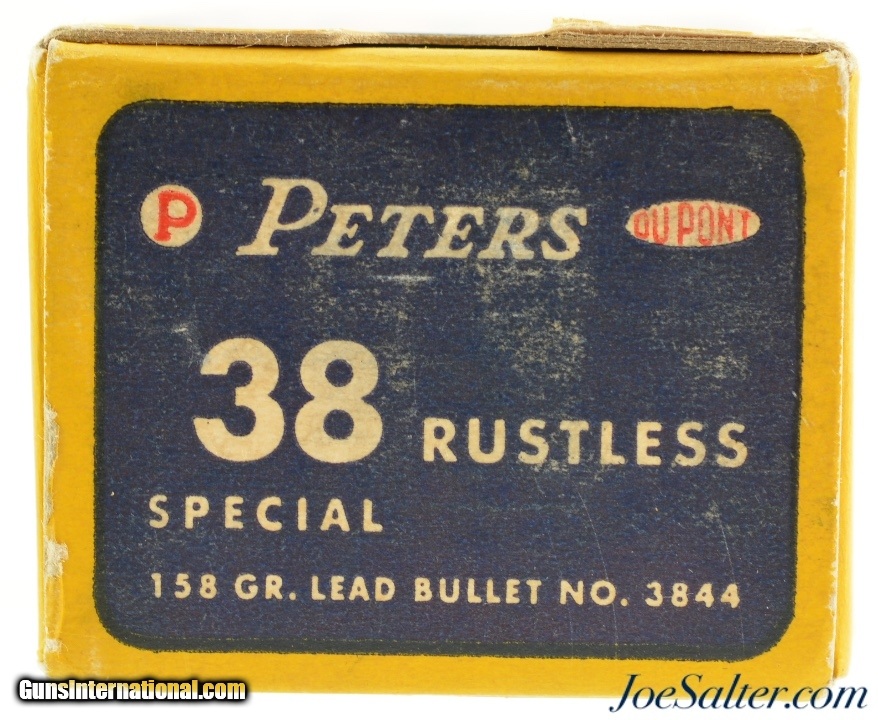 P PETERS DU PONT
38 RUSTLESS
SPECIAL
158 GR. LEAD BULLET NO. 3844
GunsInternational.com JoeSalter.com